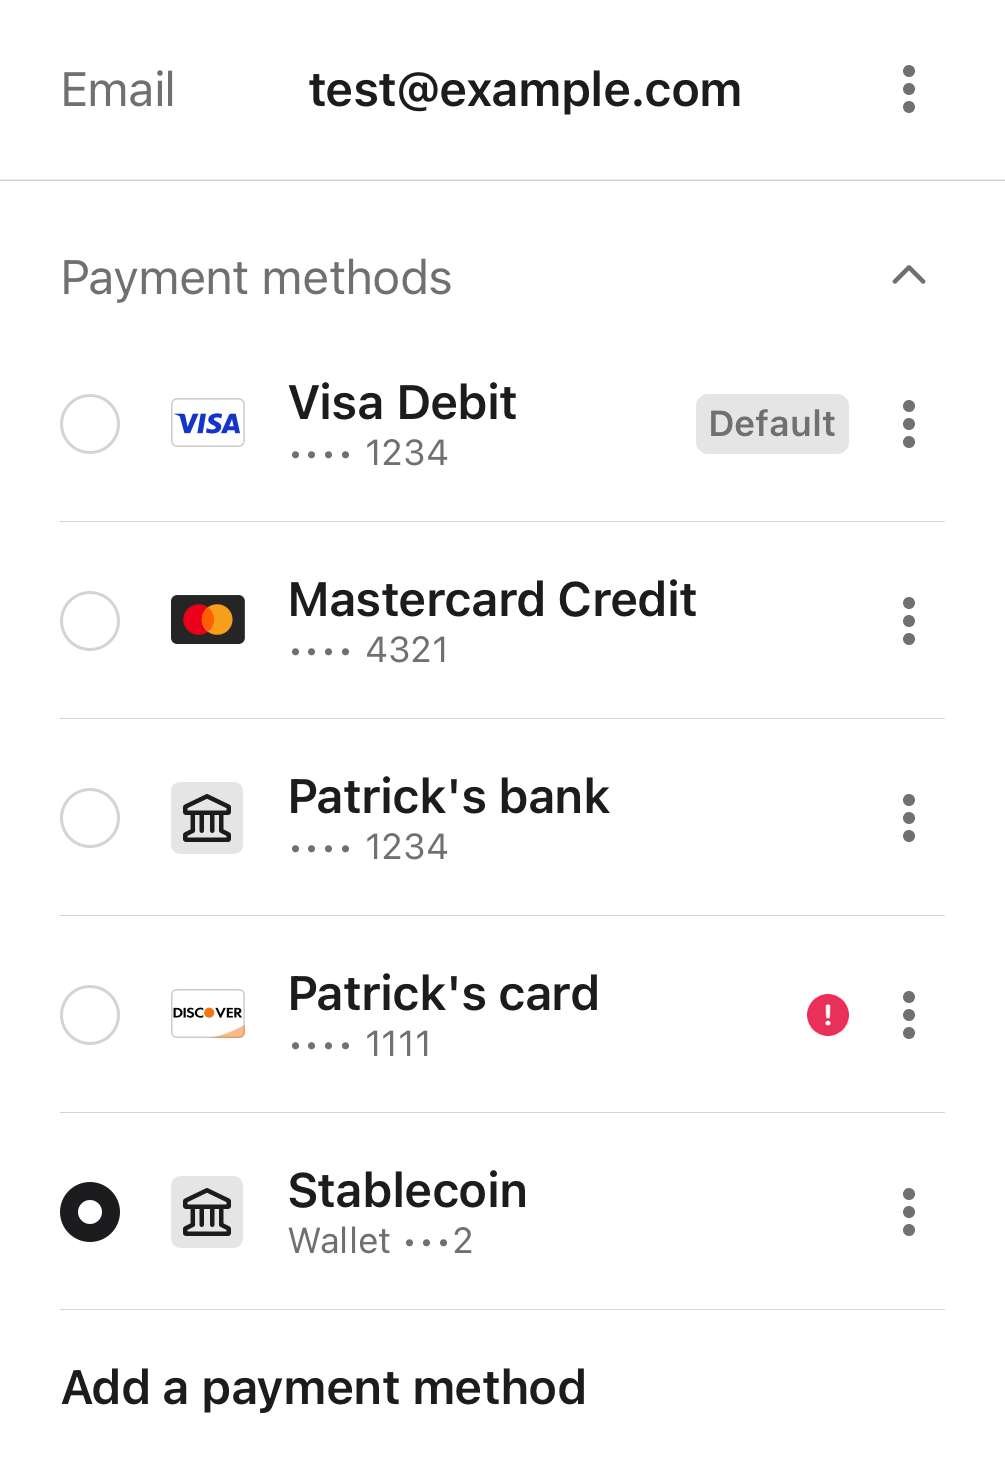 Email test@example.com
Payment methods
VISA Visa Debit Default
•••• 1234
Mastercard Credit
•••• 4321
Patrick's bank
•••• 1234
DISCOVER Patrick's card !
•••• 1111
Stablecoin
Wallet •••2
Add a payment method